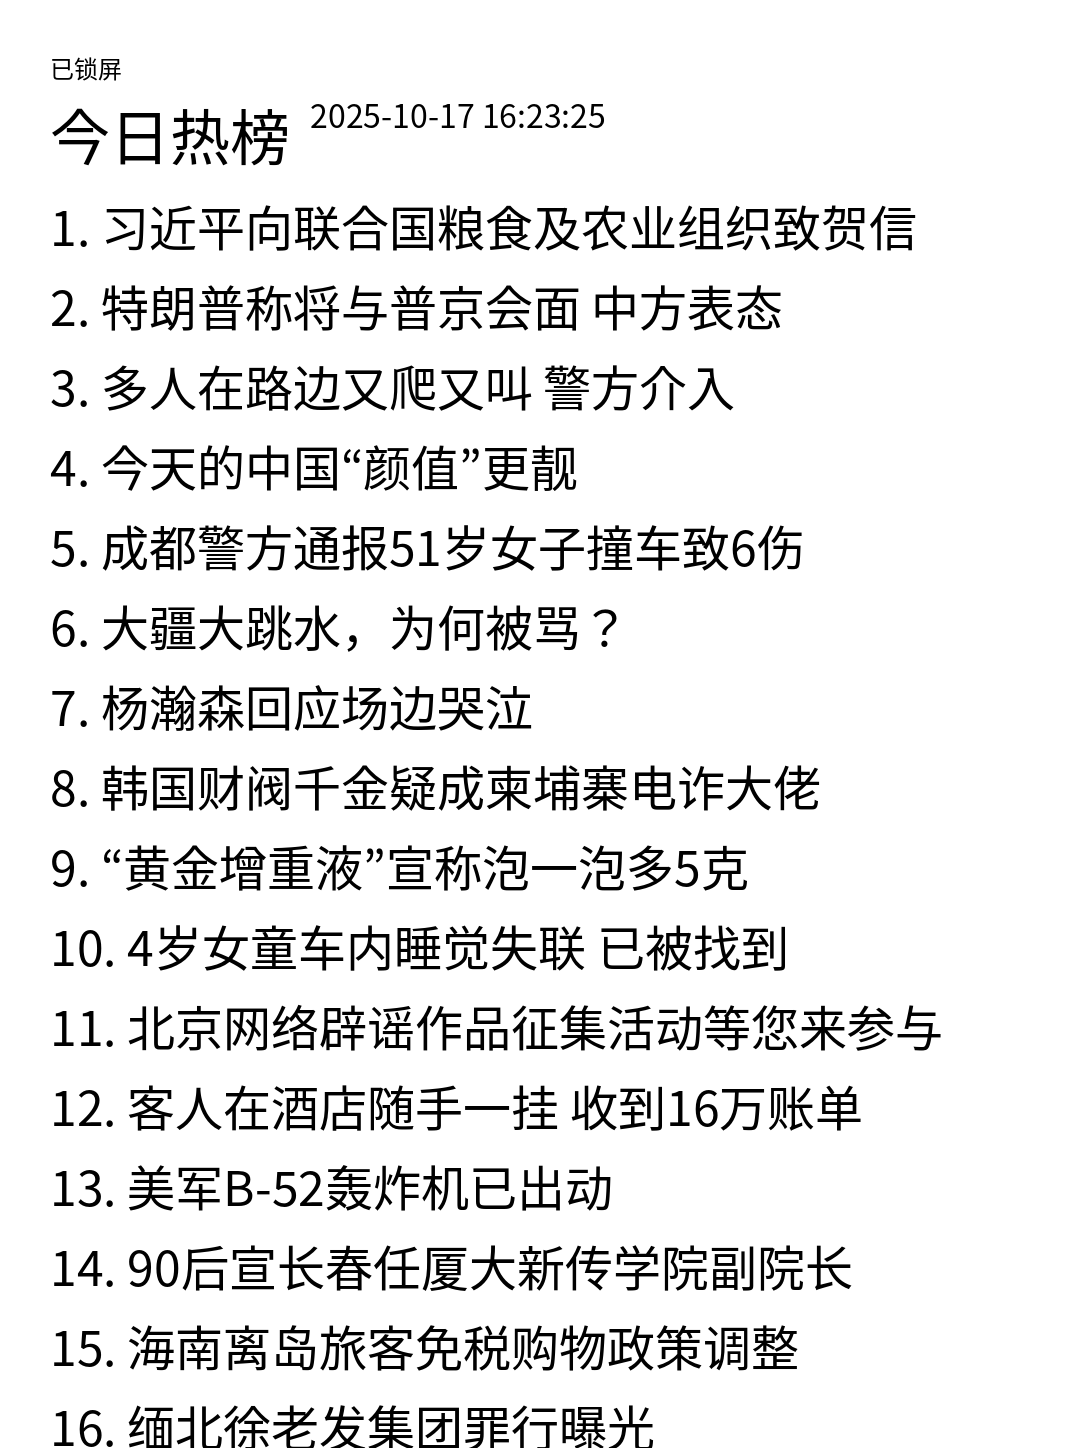 已锁屏
今日热榜 2025-10-17 16:23:25
1. 习近平向联合国粮食及农业组织致贺信
2. 特朗普称将与普京会面 中方表态
3. 多人在路边又爬又叫 警方介入
4. 今天的中国“颜值”更靓
5. 成都警方通报51岁女子撞车致6伤
6. 大疆大跳水，为何被骂？
7. 杨瀚森回应场边哭泣
8. 韩国财阀千金疑成柬埔寨电诈大佬
9. “黄金增重液”宣称泡一泡多5克
10. 4岁女童车内睡觉失联 已被找到
11. 北京网络辟谣作品征集活动等您来参与
12. 客人在酒店随手一挂 收到16万账单
13. 美军B-52轰炸机已出动
14. 90后宣长春任厦大新传学院副院长
15. 海南离岛旅客免税购物政策调整
16. 缅北徐老发集团罪行曝光